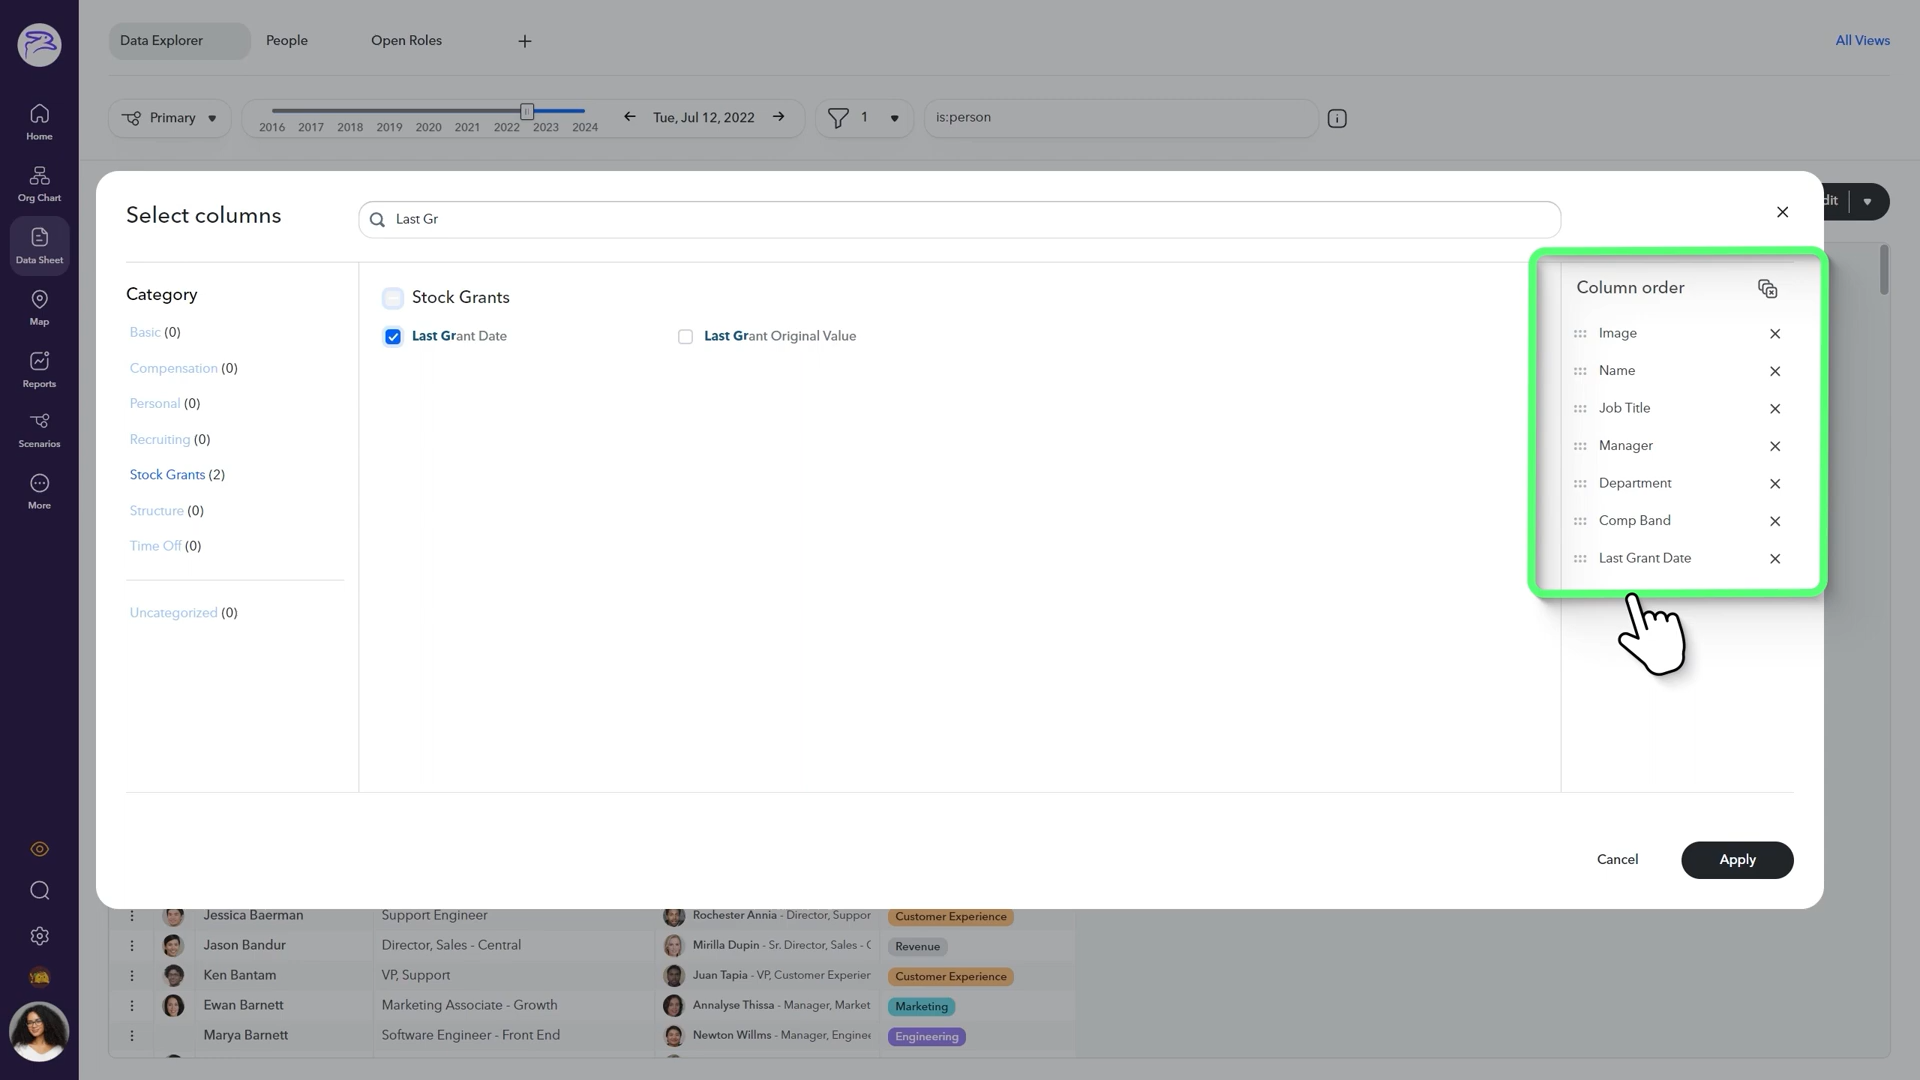 Data Explorer
People
Open Roles
All Views
Home
Org Chart
Data Sheet
Map
Reports
Scenarios
More
Primary
2016 2017 2018 2019 2020 2021 2022 2023 2024
Tue, Jul 12, 2022
1
is:person
dit
Select columns
Last Gr
Category
Basic (0)
Compensation (0)
Personal (0)
Recruiting (0)
Stock Grants (2)
Structure (0)
Time Off (0)
Uncategorized (0)
Stock Grants
Last Grant Date
Last Grant Original Value
Column order
Image
Name
Job Title
Manager
Department
Comp Band
Last Grant Date
Cancel
Apply
Jessica Baerman Support Engineer Rochester Annia - Director, Suppor Customer Experience
Jason Bandur Director, Sales - Central Mirilla Dupin - Sr. Director, Sales - C Revenue
Ken Bantam VP, Support Juan Tapia - VP, Customer Experier Customer Experience
Ewan Barnett Marketing Associate - Growth Annalyse Thissa - Manager, Market Marketing
Marya Barnett Software Engineer - Front End Newton Willms - Manager, Enginee Engineering